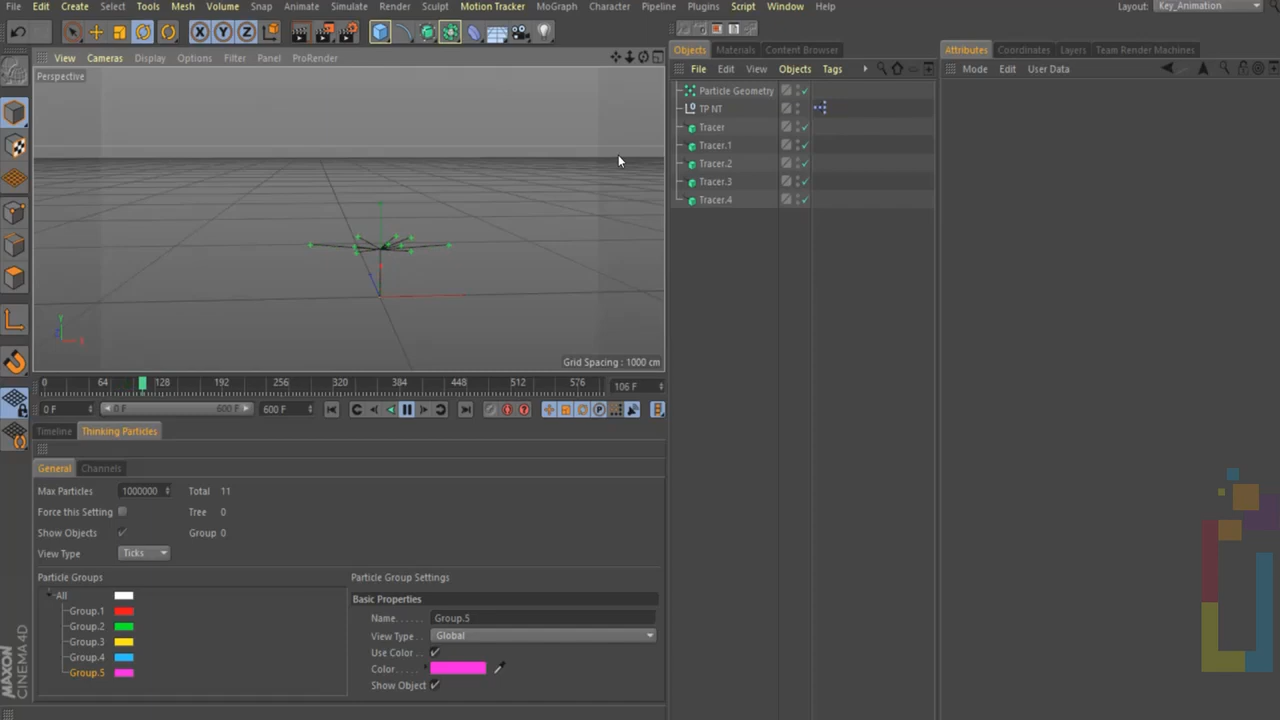 File Edit Create Select Tools Mesh Volume Snap Animate Simulate Render Sculpt Motion Tracker MoGraph Character Pipeline Plugins Script Window Help Layout: Key_Animation
X Y Z
View Cameras Display Options Filter Panel ProRender
Perspective
Y
Grid Spacing : 1000 cm
0 64 128 192 256 320 384 448 512 576 106 F
0 F 0 F 600 F 600 F
Timeline Thinking Particles
General Channels
Max Particles 1000000 Total 11
Force this Setting Tree 0
Show Objects Group 0
View Type Ticks
Particle Groups
All
Group.1
Group.2
Group.3
Group.4
Group.5
Particle Group Settings
Basic Properties
Name Group.5
View Type Global
Use Color
Color
Show Object
Objects Materials Content Browser
File Edit View Objects Tags
Particle Geometry
TP NT
Tracer
Tracer.1
Tracer.2
Tracer.3
Tracer.4
Attributes Coordinates Layers Team Render Machines
Mode Edit User Data
MAXON
CINEMA 4D